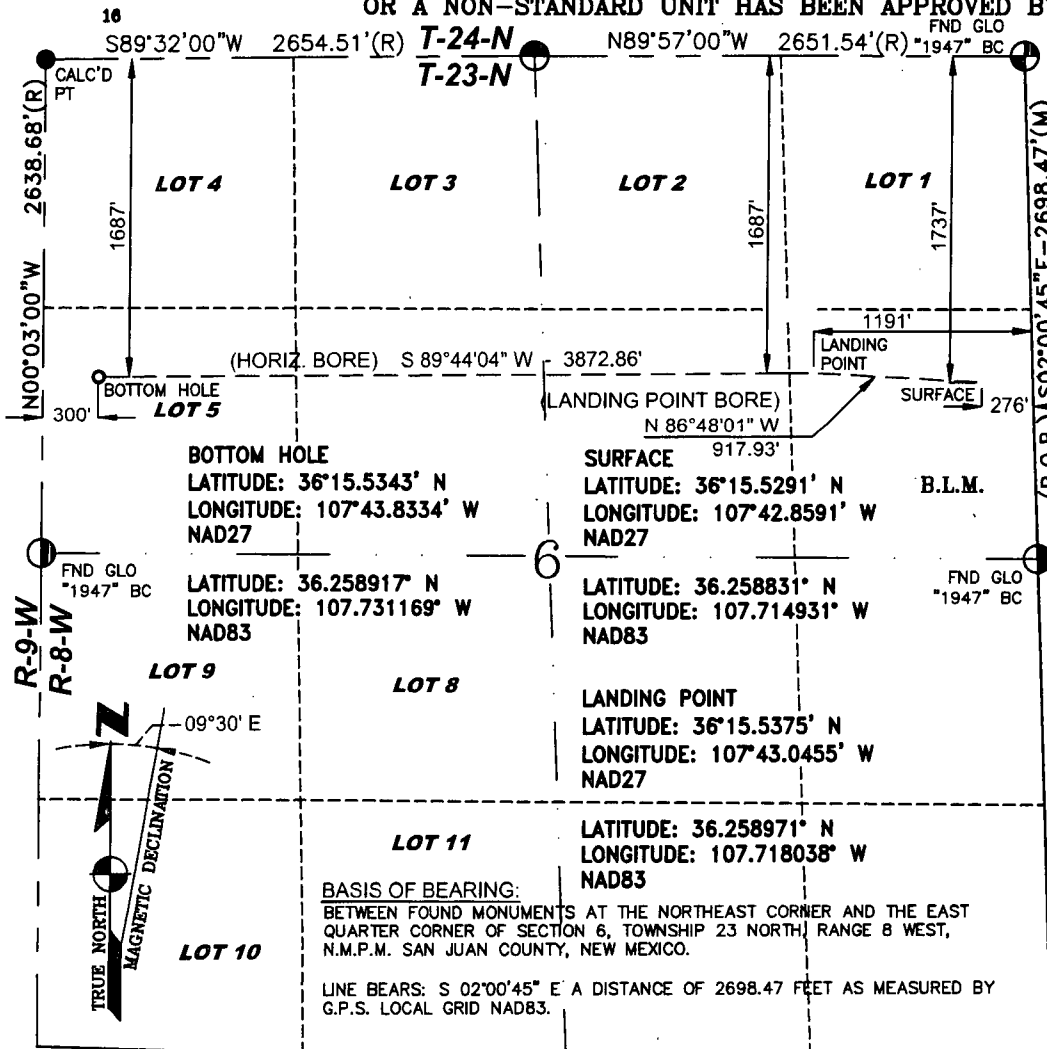 OR A NON-STANDARD UNIT HAS BEEN APPROVED B
16
S89°32'00"W 2654.51'(R) T-24-N N89°57'00"W 2651.54'(R) FND GLO
"1947" BC
T-23-N
CALC'D
PT
N00°03'00"W 2638.68'(R)
LOT 4
LOT 3
LOT 2
LOT 1
1687'
1687'
1737'
S02°00'45"E-2698.47'(M)
1191'
LANDING
POINT
(HORIZ. BORE) S 89°44'04" W - 3872.86'
BOTTOM HOLE
300'
LOT 5
(LANDING POINT BORE)
N 86°48'01" W
917.93'
SURFACE
276'
BOTTOM HOLE
LATITUDE: 36°15.5343' N
LONGITUDE: 107°43.8334' W
NAD27
LATITUDE: 36.258917° N
LONGITUDE: 107.731169° W
NAD83
SURFACE
LATITUDE: 36°15.5291' N
LONGITUDE: 107°42.8591' W
NAD27
B.L.M.
6
LATITUDE: 36.258831° N
LONGITUDE: 107.714931° W
NAD83
FND GLO
"1947" BC
FND GLO
"1947" BC
R-9-W
R-8-W
LOT 9
LOT 8
LANDING POINT
LATITUDE: 36°15.5375' N
LONGITUDE: 107°43.0455' W
NAD27
LATITUDE: 36.258971° N
LONGITUDE: 107.718038° W
NAD83
N
09°30' E
TRUE NORTH
MAGNETIC DECLINATION
LOT 11
LOT 10
BASIS OF BEARING:
BETWEEN FOUND MONUMENTS AT THE NORTHEAST CORNER AND THE EAST
QUARTER CORNER OF SECTION 6, TOWNSHIP 23 NORTH, RANGE 8 WEST,
N.M.P.M. SAN JUAN COUNTY, NEW MEXICO.
LINE BEARS: S 02°00'45" E A DISTANCE OF 2698.47 FEET AS MEASURED BY
G.P.S. LOCAL GRID NAD83.